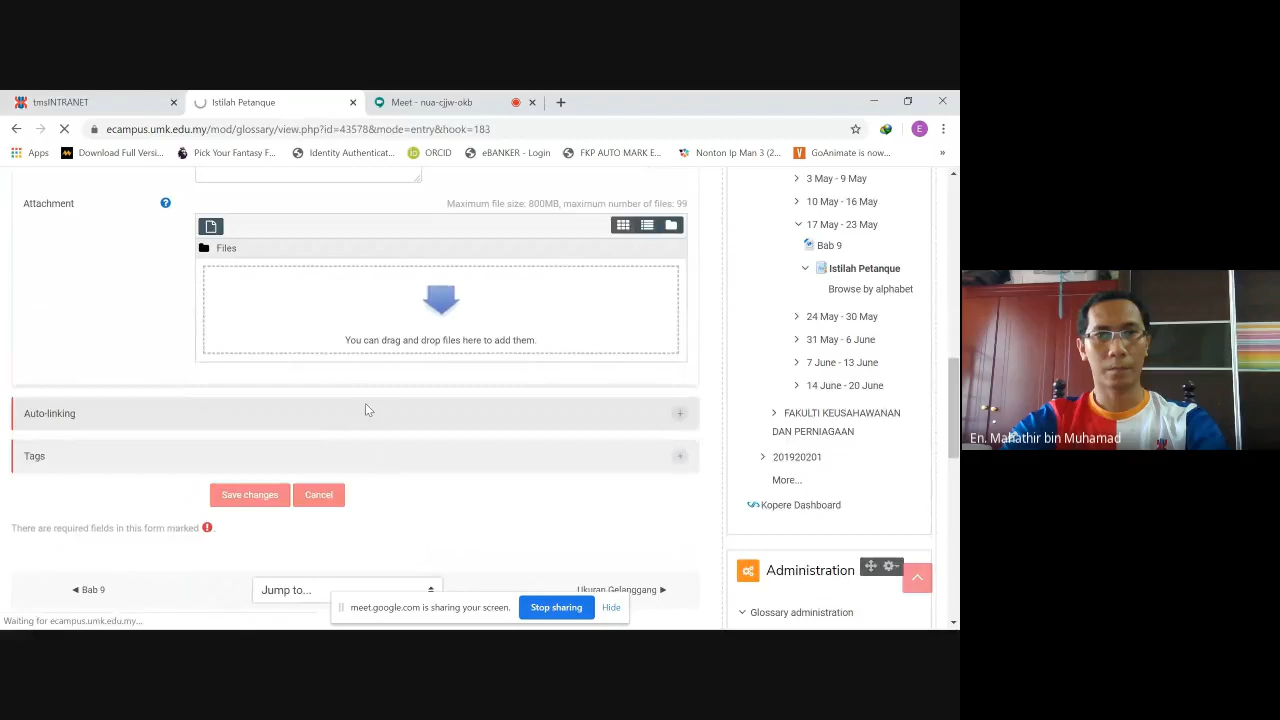 tmsINTRANET
Istilah Petanque
Meet - nua-cjjw-okb
ecampus.umk.edu.my/npd/glossary/view.php?id=43578&mode=entry&hook=183
E
Apps
Download Full Versi...
Pick Your Fantasy F...
Identity Authenticat...
ORCID
eBANKER - Login
FKP AUTO MARK E...
Nonton Ip Man 3 (2...
GoAnimate is now...
»
Attachment
Maximum file size: 800MB, maximum number of files: 99
Files
You can drag and drop files here to add them.
Auto-linking
Tags
Save changes
Cancel
There are required fields in this form marked
Bab 9
Jump to...
Ukuran Gelanggang
meet.google.com is sharing your screen.
Stop sharing
Hide
Waiting for ecampus.umk.edu.my...
3 May - 9 May
10 May - 16 May
17 May - 23 May
Bab 9
Istilah Petanque
Browse by alphabet
24 May - 30 May
31 May - 6 June
7 June - 13 June
14 June - 20 June
FAKULTI KEUSAHAWANAN
DAN PERNIAGAAN
201920201
More...
Kopere Dashboard
Administration
Glossary administration
En. Mahathir bin Muhamad